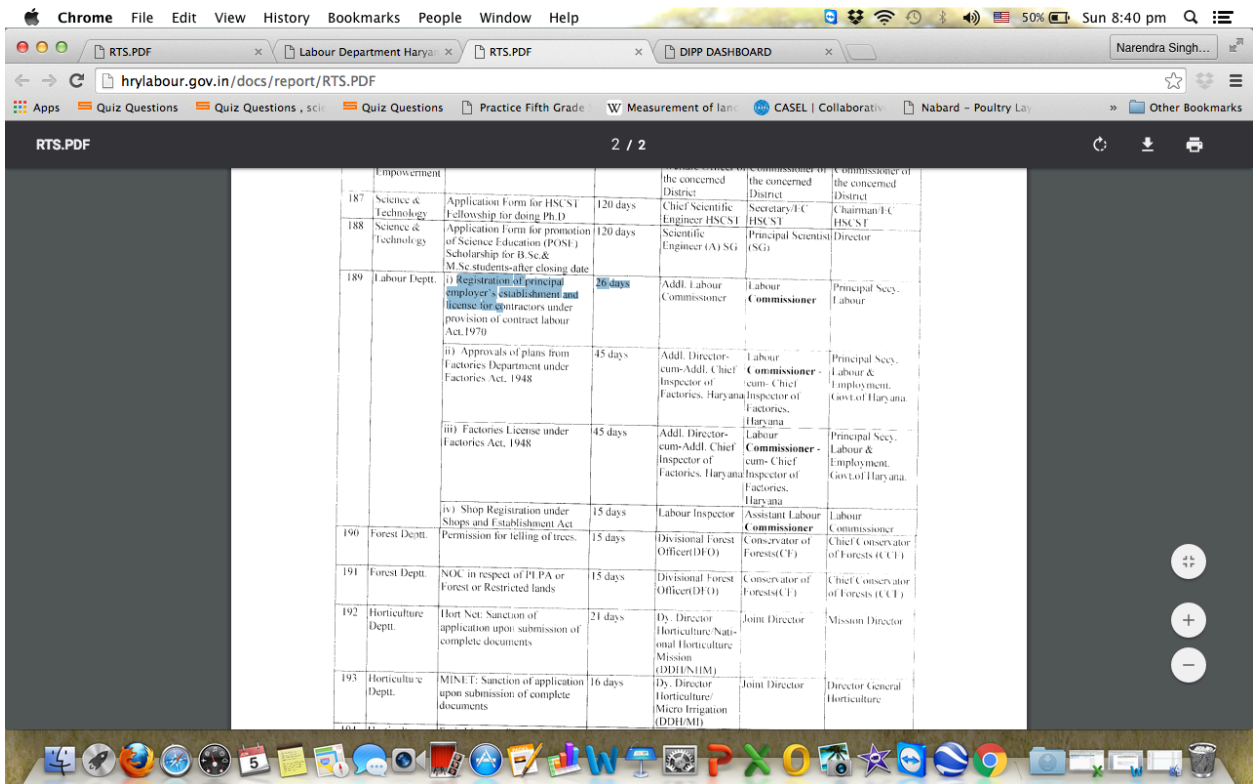 Chrome File Edit View History Bookmarks People Window Help 50% Sun 8:40 pm
RTS.PDF Labour Department Haryan RTS.PDF DIPP DASHBOARD Narendra Singh...
hrylabour.gov.in/docs/report/RTS.PDF
Apps Quiz Questions Quiz Questions , scie Quiz Questions Practice Fifth Grade Measurement of lan CASEL | Collaborativ Nabard – Poultry Lay » Other Bookmarks
RTS.PDF 2 / 2
Empowerment
the concerned the concerned the concerned
District District District
187 Science & Application Form for HSCST 120 days Chief Scientific Secretary/EC Chairman/EC
Technology Fellowship for doing Ph.D Engineer HSCST HSCST HSCST
188 Science & Application Form for promotion 120 days Scientific Principal Scientist Director
Technology of Science Education (POSE) Engineer (A) SG (SG)
Scholarship for B.Sc.&
M.Sc.students-after closing date
189 Labour Deptt. i) Registration of principal 26 days Addl. Labour Labour Principal Secy.
employer's establishment and Commissioner Commissioner Labour
license for contractors under
provision of contract labour
Act.1970
ii) Approvals of plans from 45 days Addl. Director- Labour Principal Secy.
Factories Department under cum-Addl. Chief Commissioner - Labour &
Factories Act, 1948 Inspector of cum- Chief Employment.
Factories, Haryana Inspector of Govt.of Haryana.
Factories,
Haryana
iii) Factories License under 45 days Addl. Director- Labour Principal Secy.
Factories Act, 1948 cum-Addl. Chief Commissioner - Labour &
Inspector of cum- Chief Employment.
Factories, Haryana Inspector of Govt.of Haryana.
Factories,
Haryana
iv) Shop Registration under 15 days Labour Inspector Assistant Labour Labour
Shops and Establishment Act Commissioner Commissioner
190 Forest Deptt. Permission for telling of trees. 15 days Divisional Forest Conservator of Chief Conservator
Officer(DFO) Forests(CF) of Forests (CCF)
191 Forest Deptt. NOC in respect of PLPA or 15 days Divisional Forest Conservator of Chief Conservator
Forest or Restricted lands Officer(DFO) Forests(CF) of Forests (CCF)
192 Horticulture Hort Net: Sanction of 21 days Dy. Director Joint Director Mission Director
Deptt. application upon submission of Horticulture/Nati-
complete documents onal Horticulture
Mission
(DDH/NHM)
193 Horticulture MINET: Sanction of application 16 days Dy. Director Joint Director Director General
Deptt. upon submission of complete Horticulture/ Horticulture
documents Micro Irrigation
(DDH/MI)
5